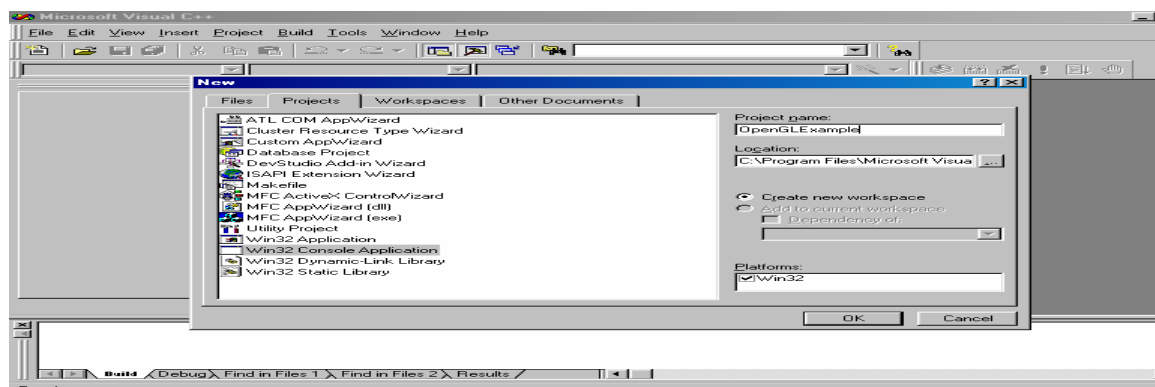 Microsoft Visual C++
File Edit View Insert Project Build Tools Window Help
New
Files Projects Workspaces Other Documents
ATL COM AppWizard
Cluster Resource Type Wizard
Custom AppWizard
Database Project
DevStudio Add-in Wizard
ISAPI Extension Wizard
Makefile
MFC ActiveX ControlWizard
MFC AppWizard (dll)
MFC AppWizard (exe)
Utility Project
Win32 Application
Win32 Console Application
Win32 Dynamic-Link Library
Win32 Static Library
Project name:
OpenGLExample
Location:
C:\Program Files\Microsoft Visua ...
Create new workspace
Add to current workspace
Dependency of:
Platforms:
Win32
OK Cancel
Build Debug Find in Files 1 Find in Files 2 Results